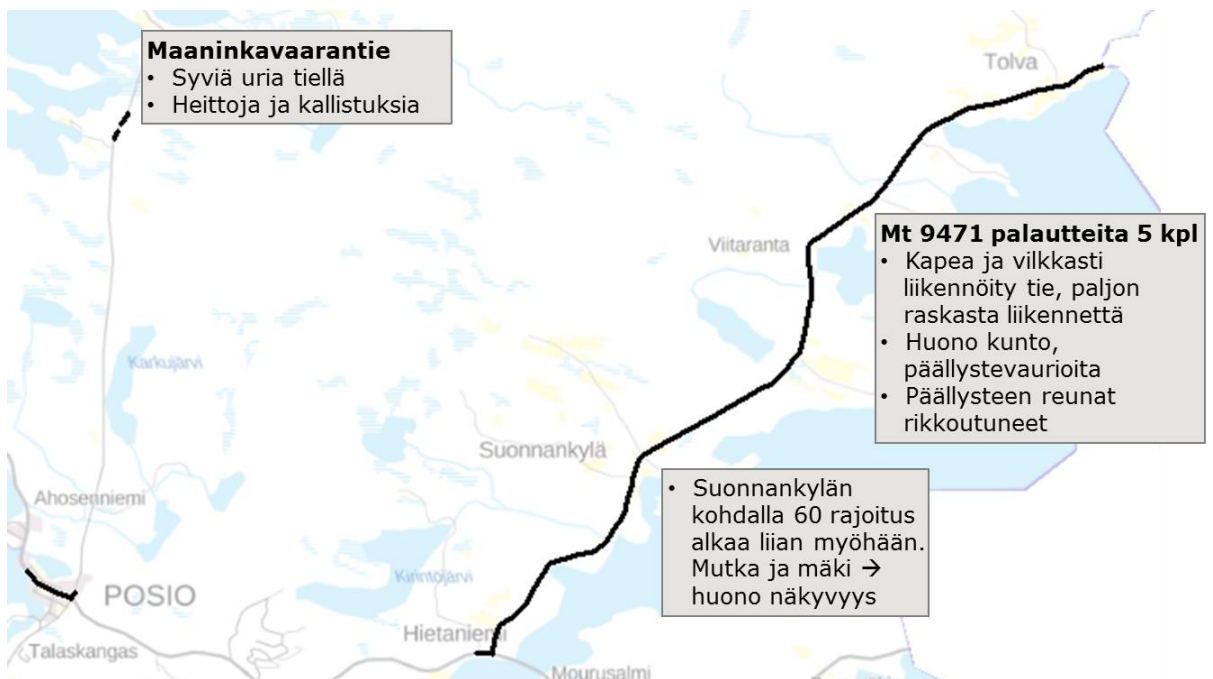 Maaninkavaarantie
• Syviä uria tiellä
• Heittoja ja kallistuksia
Tolva
Viitaranta
Mt 9471 palautteita 5 kpl
• Kapea ja vilkkasti
liikennöity tie, paljon
raskasta liikennettä
• Huono kunto,
päällystevaurioita
• Päällysteen reunat
rikkoutuneet
Karkujärvi
Suonnankylä
• Suonnankylän
kohdalla 60 rajoitus
alkaa liian myöhään.
Mutka ja mäki →
huono näkyvyys
Ahosenniemi
Kirintöjärvi
POSIO
Hietaniemi
Talaskangas
Mourusalmi